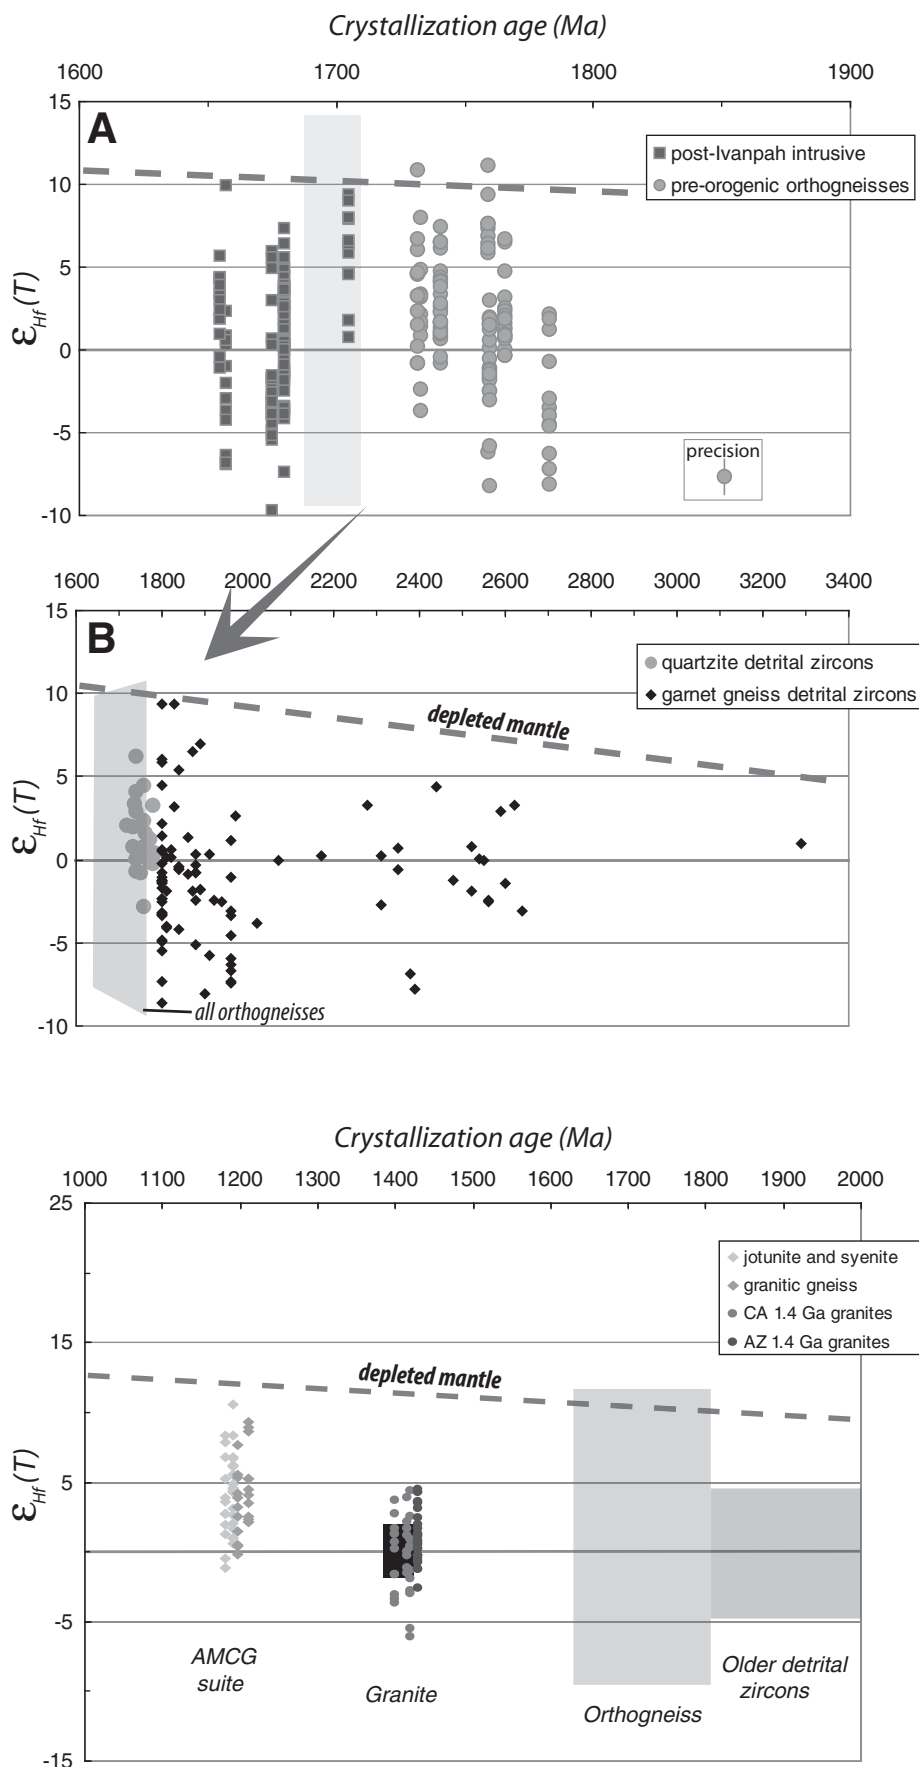 Crystallization age (Ma)
1600 1700 1800 1900
15
A
post-Ivanpah intrusive
pre-orogenic orthogneisses
10
5
εHf(T)
0
-5
precision
-10
1600 1800 2000 2200 2400 2600 2800 3000 3200 3400
15
B
quartzite detrital zircons
garnet gneiss detrital zircons
10
depleted mantle
5
εHf(T)
0
-5
all orthogneisses
-10
Crystallization age (Ma)
1000 1100 1200 1300 1400 1500 1600 1700 1800 1900 2000
25
jotunite and syenite
granitic gneiss
CA 1.4 Ga granites
AZ 1.4 Ga granites
15
depleted mantle
5
εHf(T)
-5
AMCG
suite
Granite
Orthogneiss
Older detrital
zircons
-15